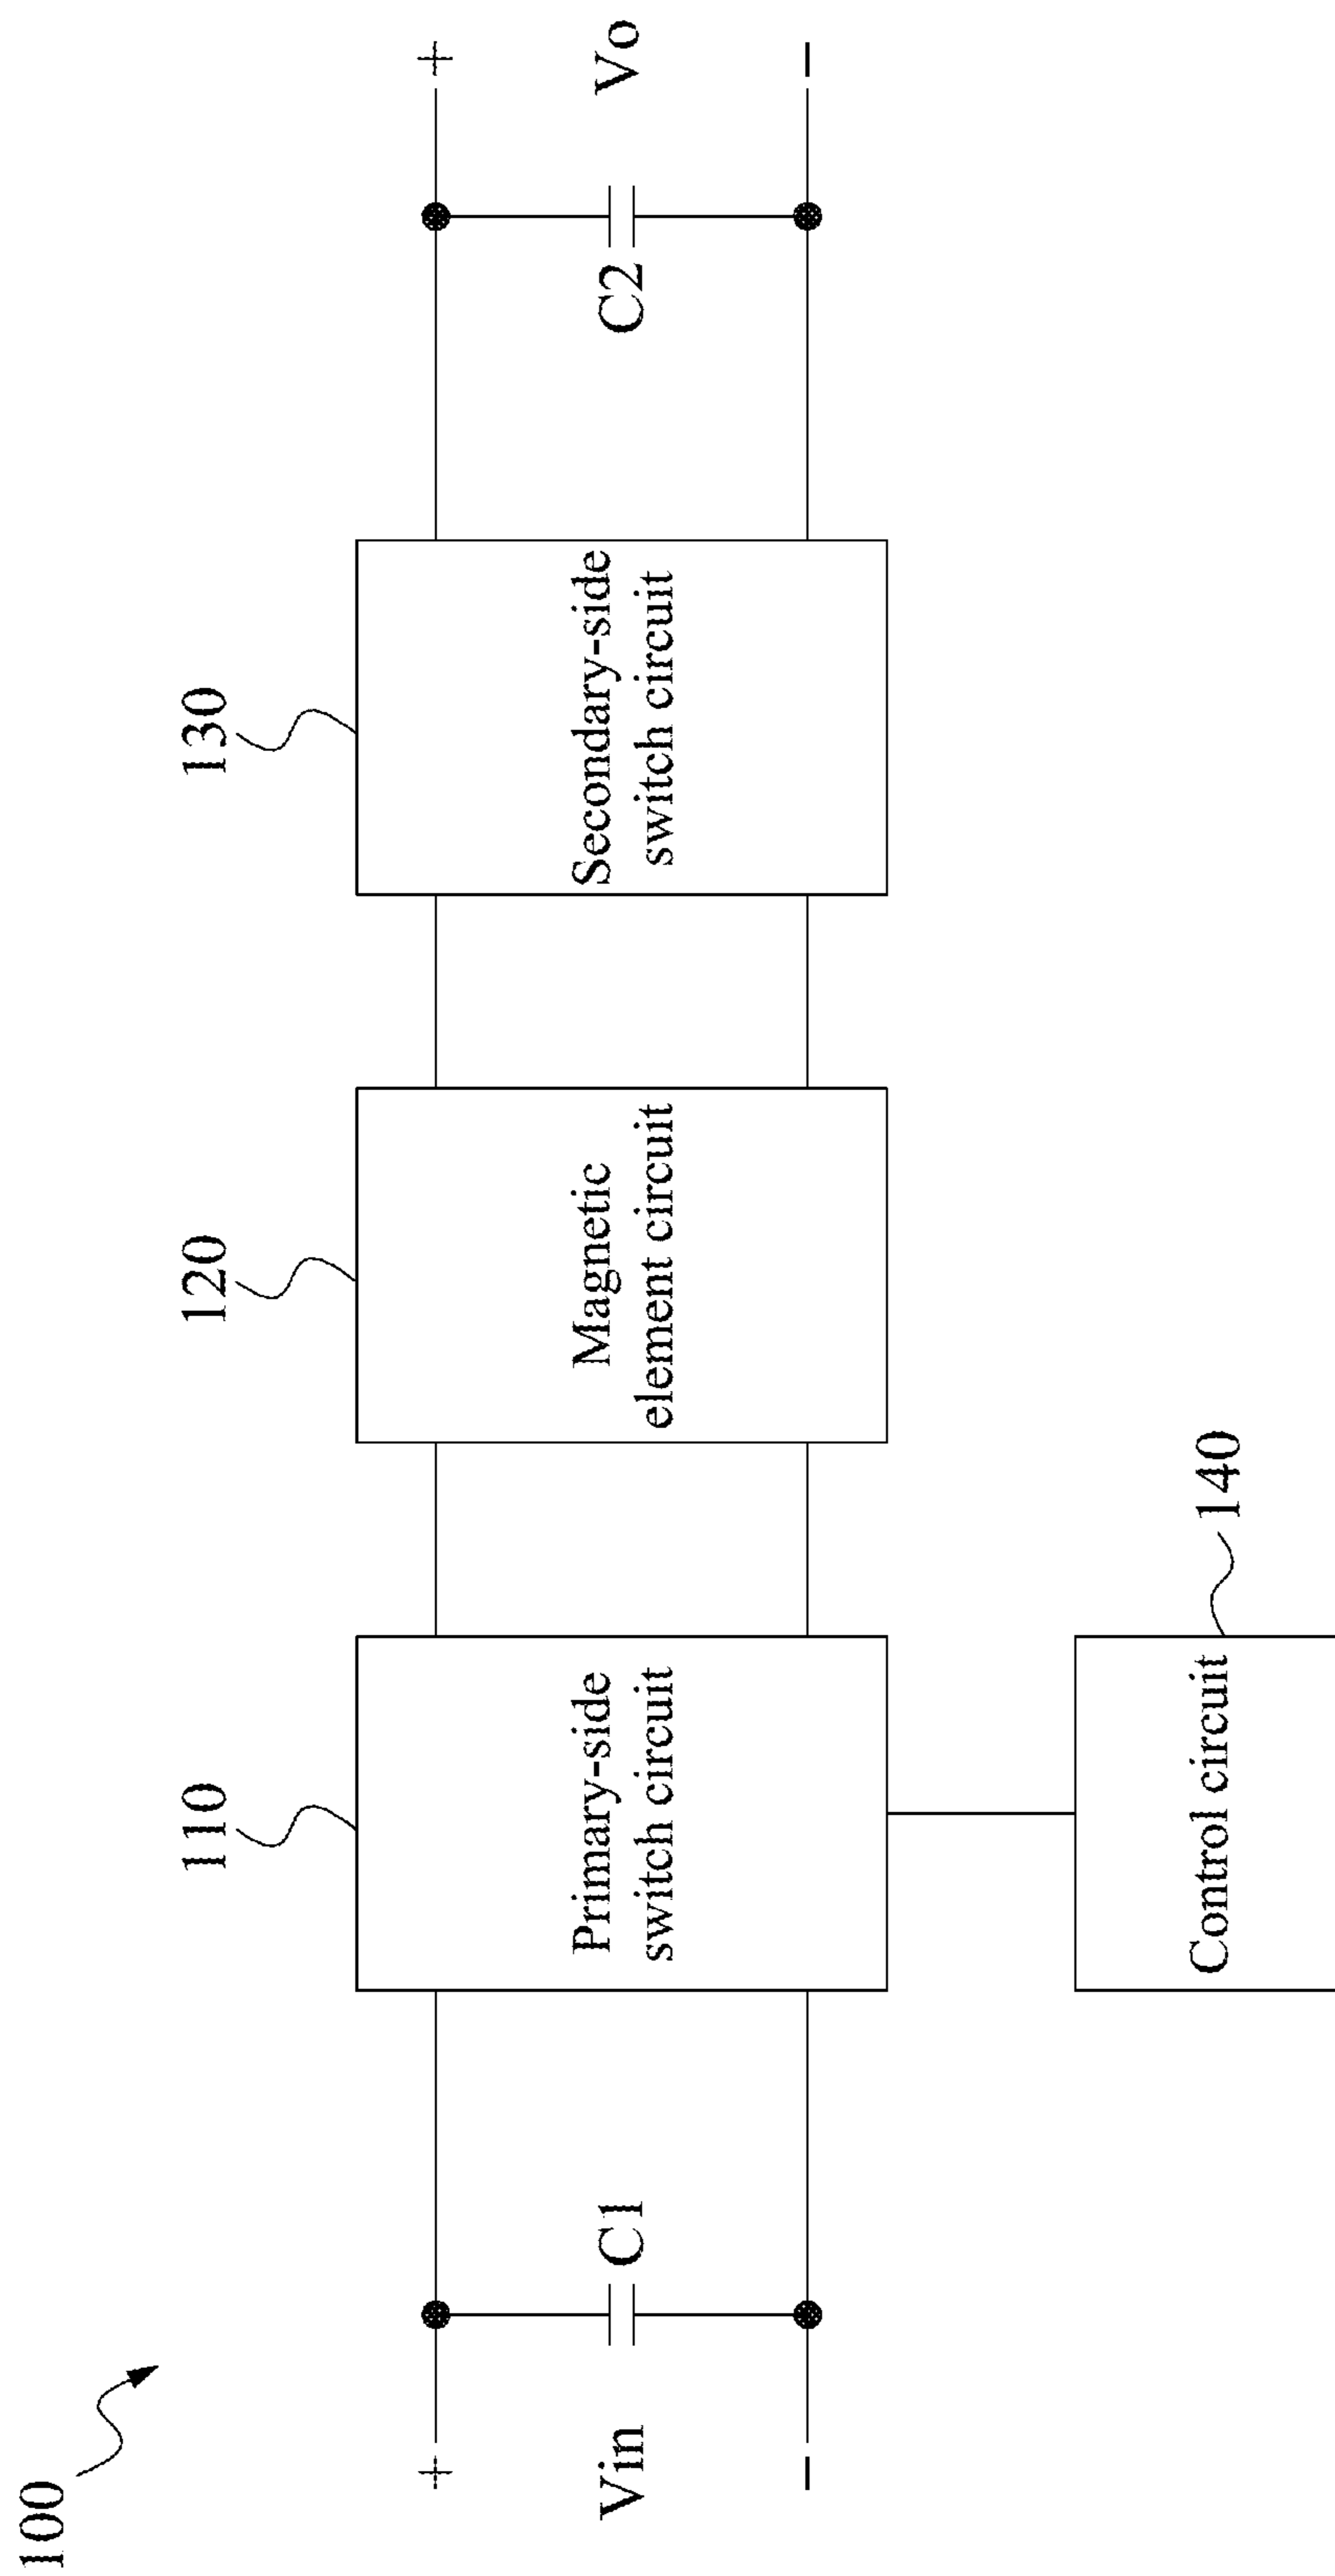 100
110
120
130
+
+
Vin
C1
Primary-side
switch circuit
Magnetic
element circuit
Secondary-side
switch circuit
C2
Vo
−
−
Control circuit
140